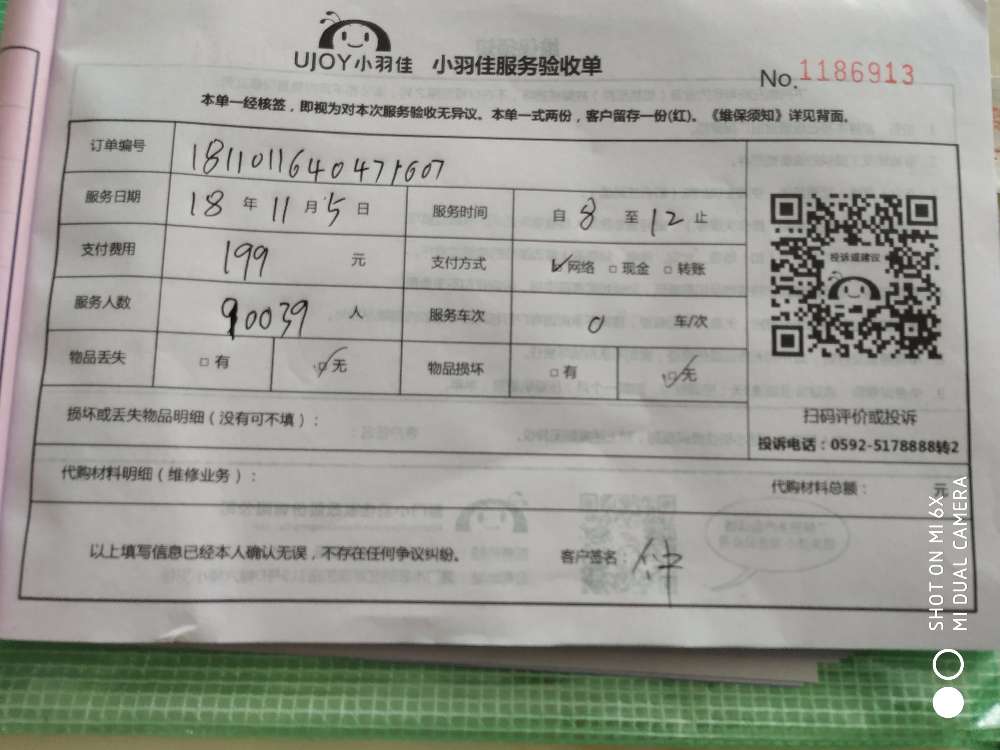 UJOY小羽佳 小羽佳服务验收单
No. 1186913
本单一经核签，即视为对本次服务验收无异议。本单一式两份，客户留存一份(红)。《维保须知》详见背面。
订单编号 1811011640471607
服务日期 18 年 11 月 5 日 服务时间 自 8 至 12 止
支付费用 199 元 支付方式 ☑网络 □现金 □转账
投诉或建议
服务人数 90039 人 服务车次 0 车/次
物品丢失 □有 ☑无 物品损坏 □有 ☑无
损坏或丢失物品明细（没有可不填）：
扫码评价或投诉
投诉电话：0592-5178888转2
代购材料明细（维修业务）： 代购材料总额： 元
以上填写信息已经本人确认无误，不存在任何争议纠纷。 客户签名：
SHOT ON MI 6X
MI DUAL CAMERA